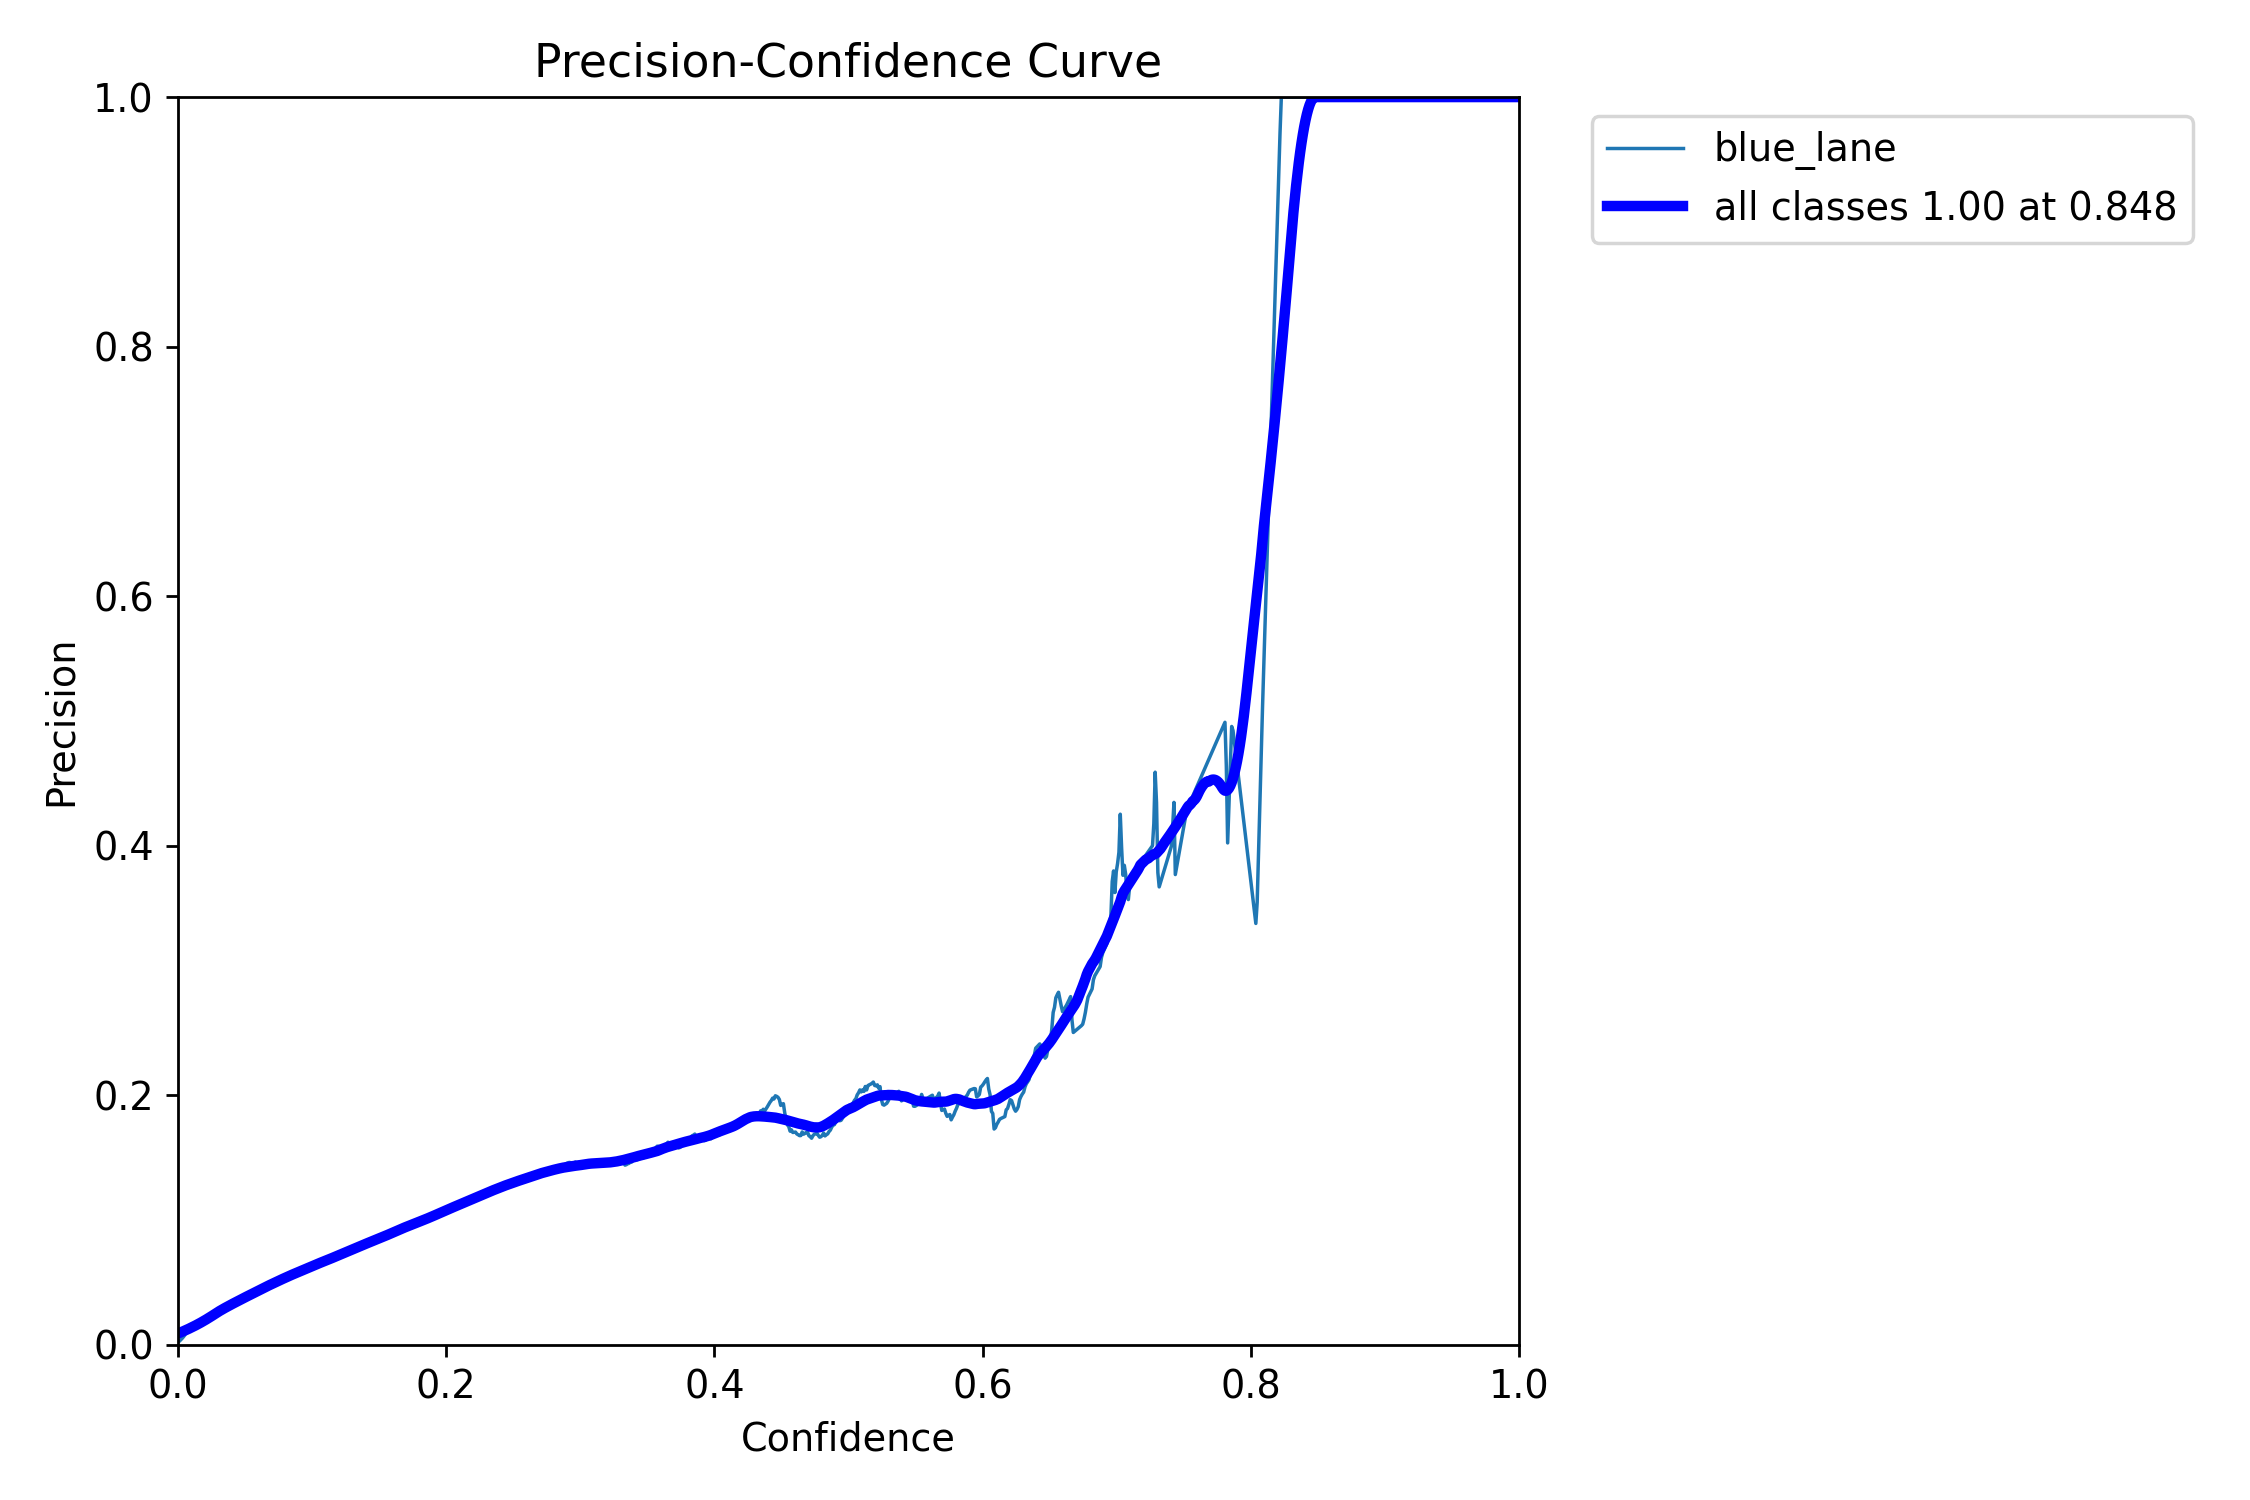 Precision-Confidence Curve
1.0
0.8
0.6
0.4
0.2
0.0
Precision
0.0 0.2 0.4 0.6 0.8 1.0
Confidence
blue_lane
all classes 1.00 at 0.848